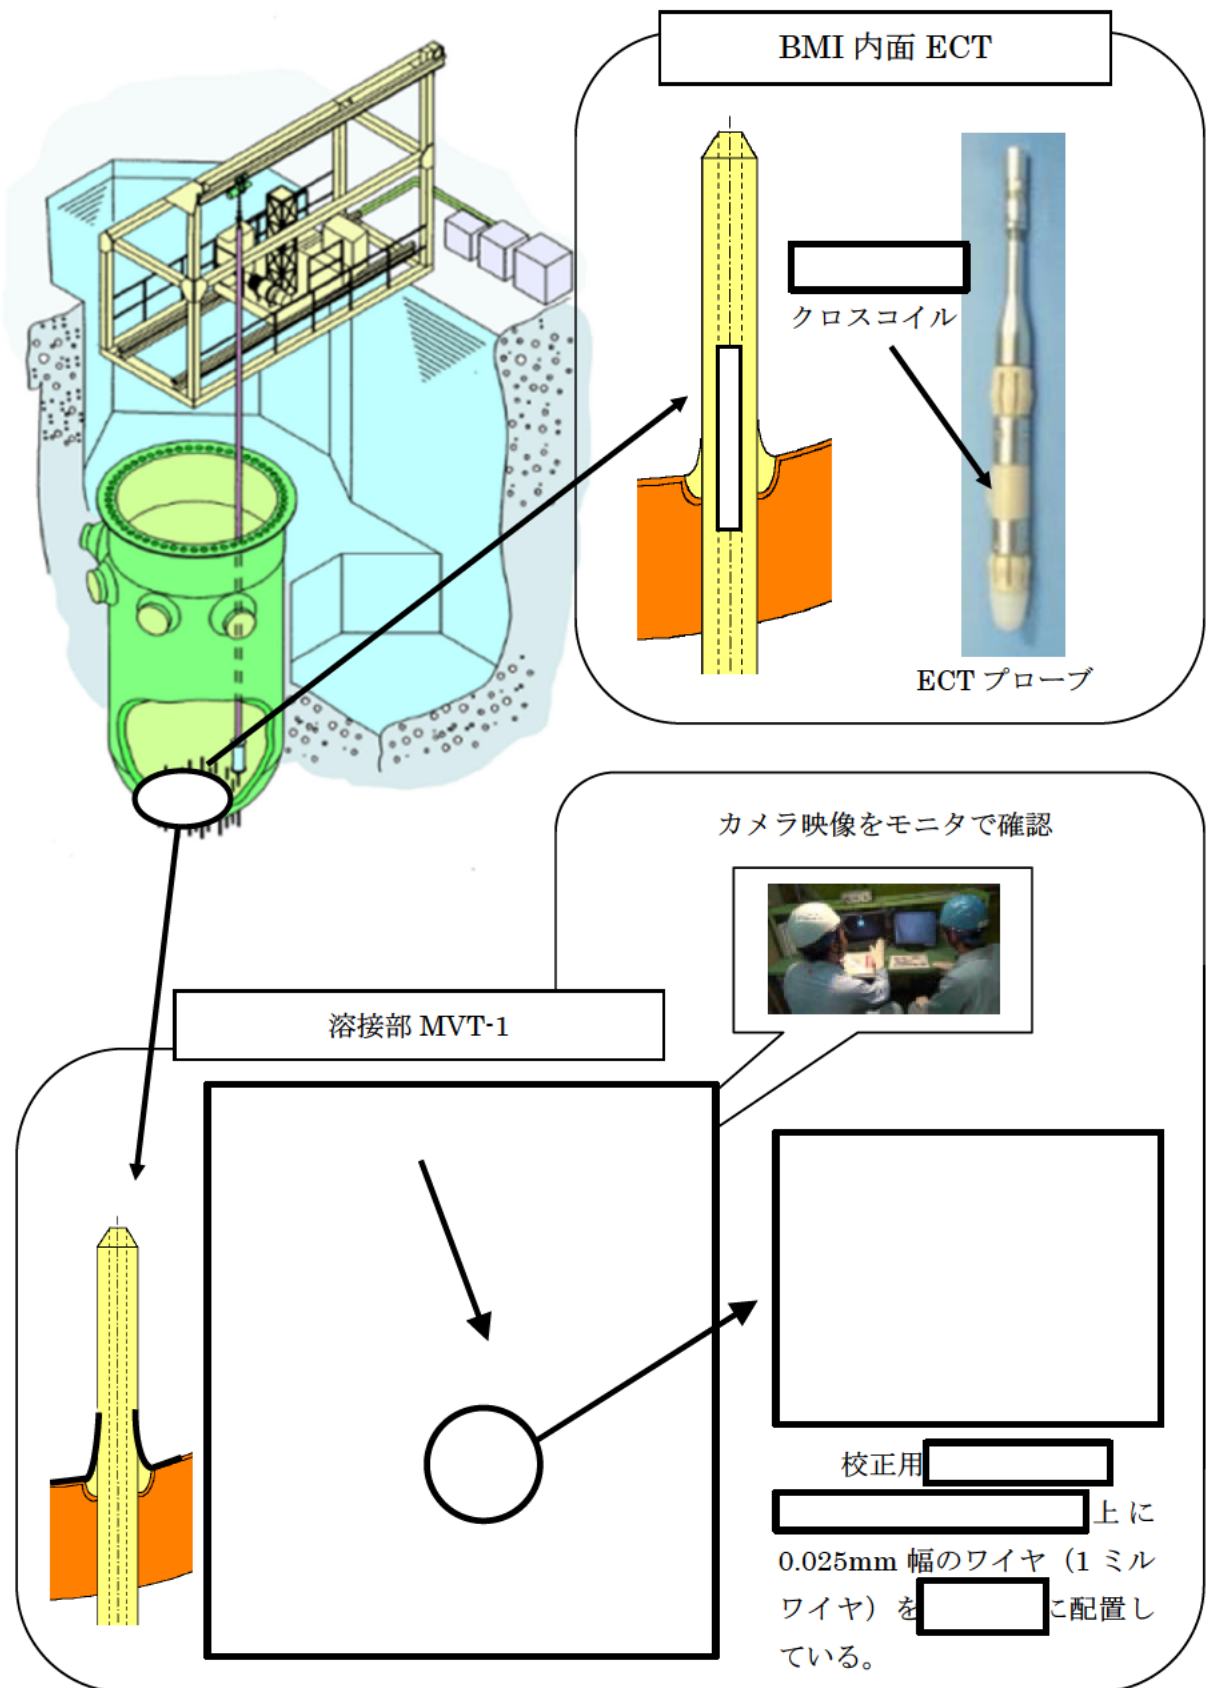 BMI 内面 ECT
クロスコイル
ECT プローブ
カメラ映像をモニタで確認
溶接部 MVT-1
校正用
上に
0.025mm 幅のワイヤ（1 ミル
ワイヤ）を に配置し
ている。